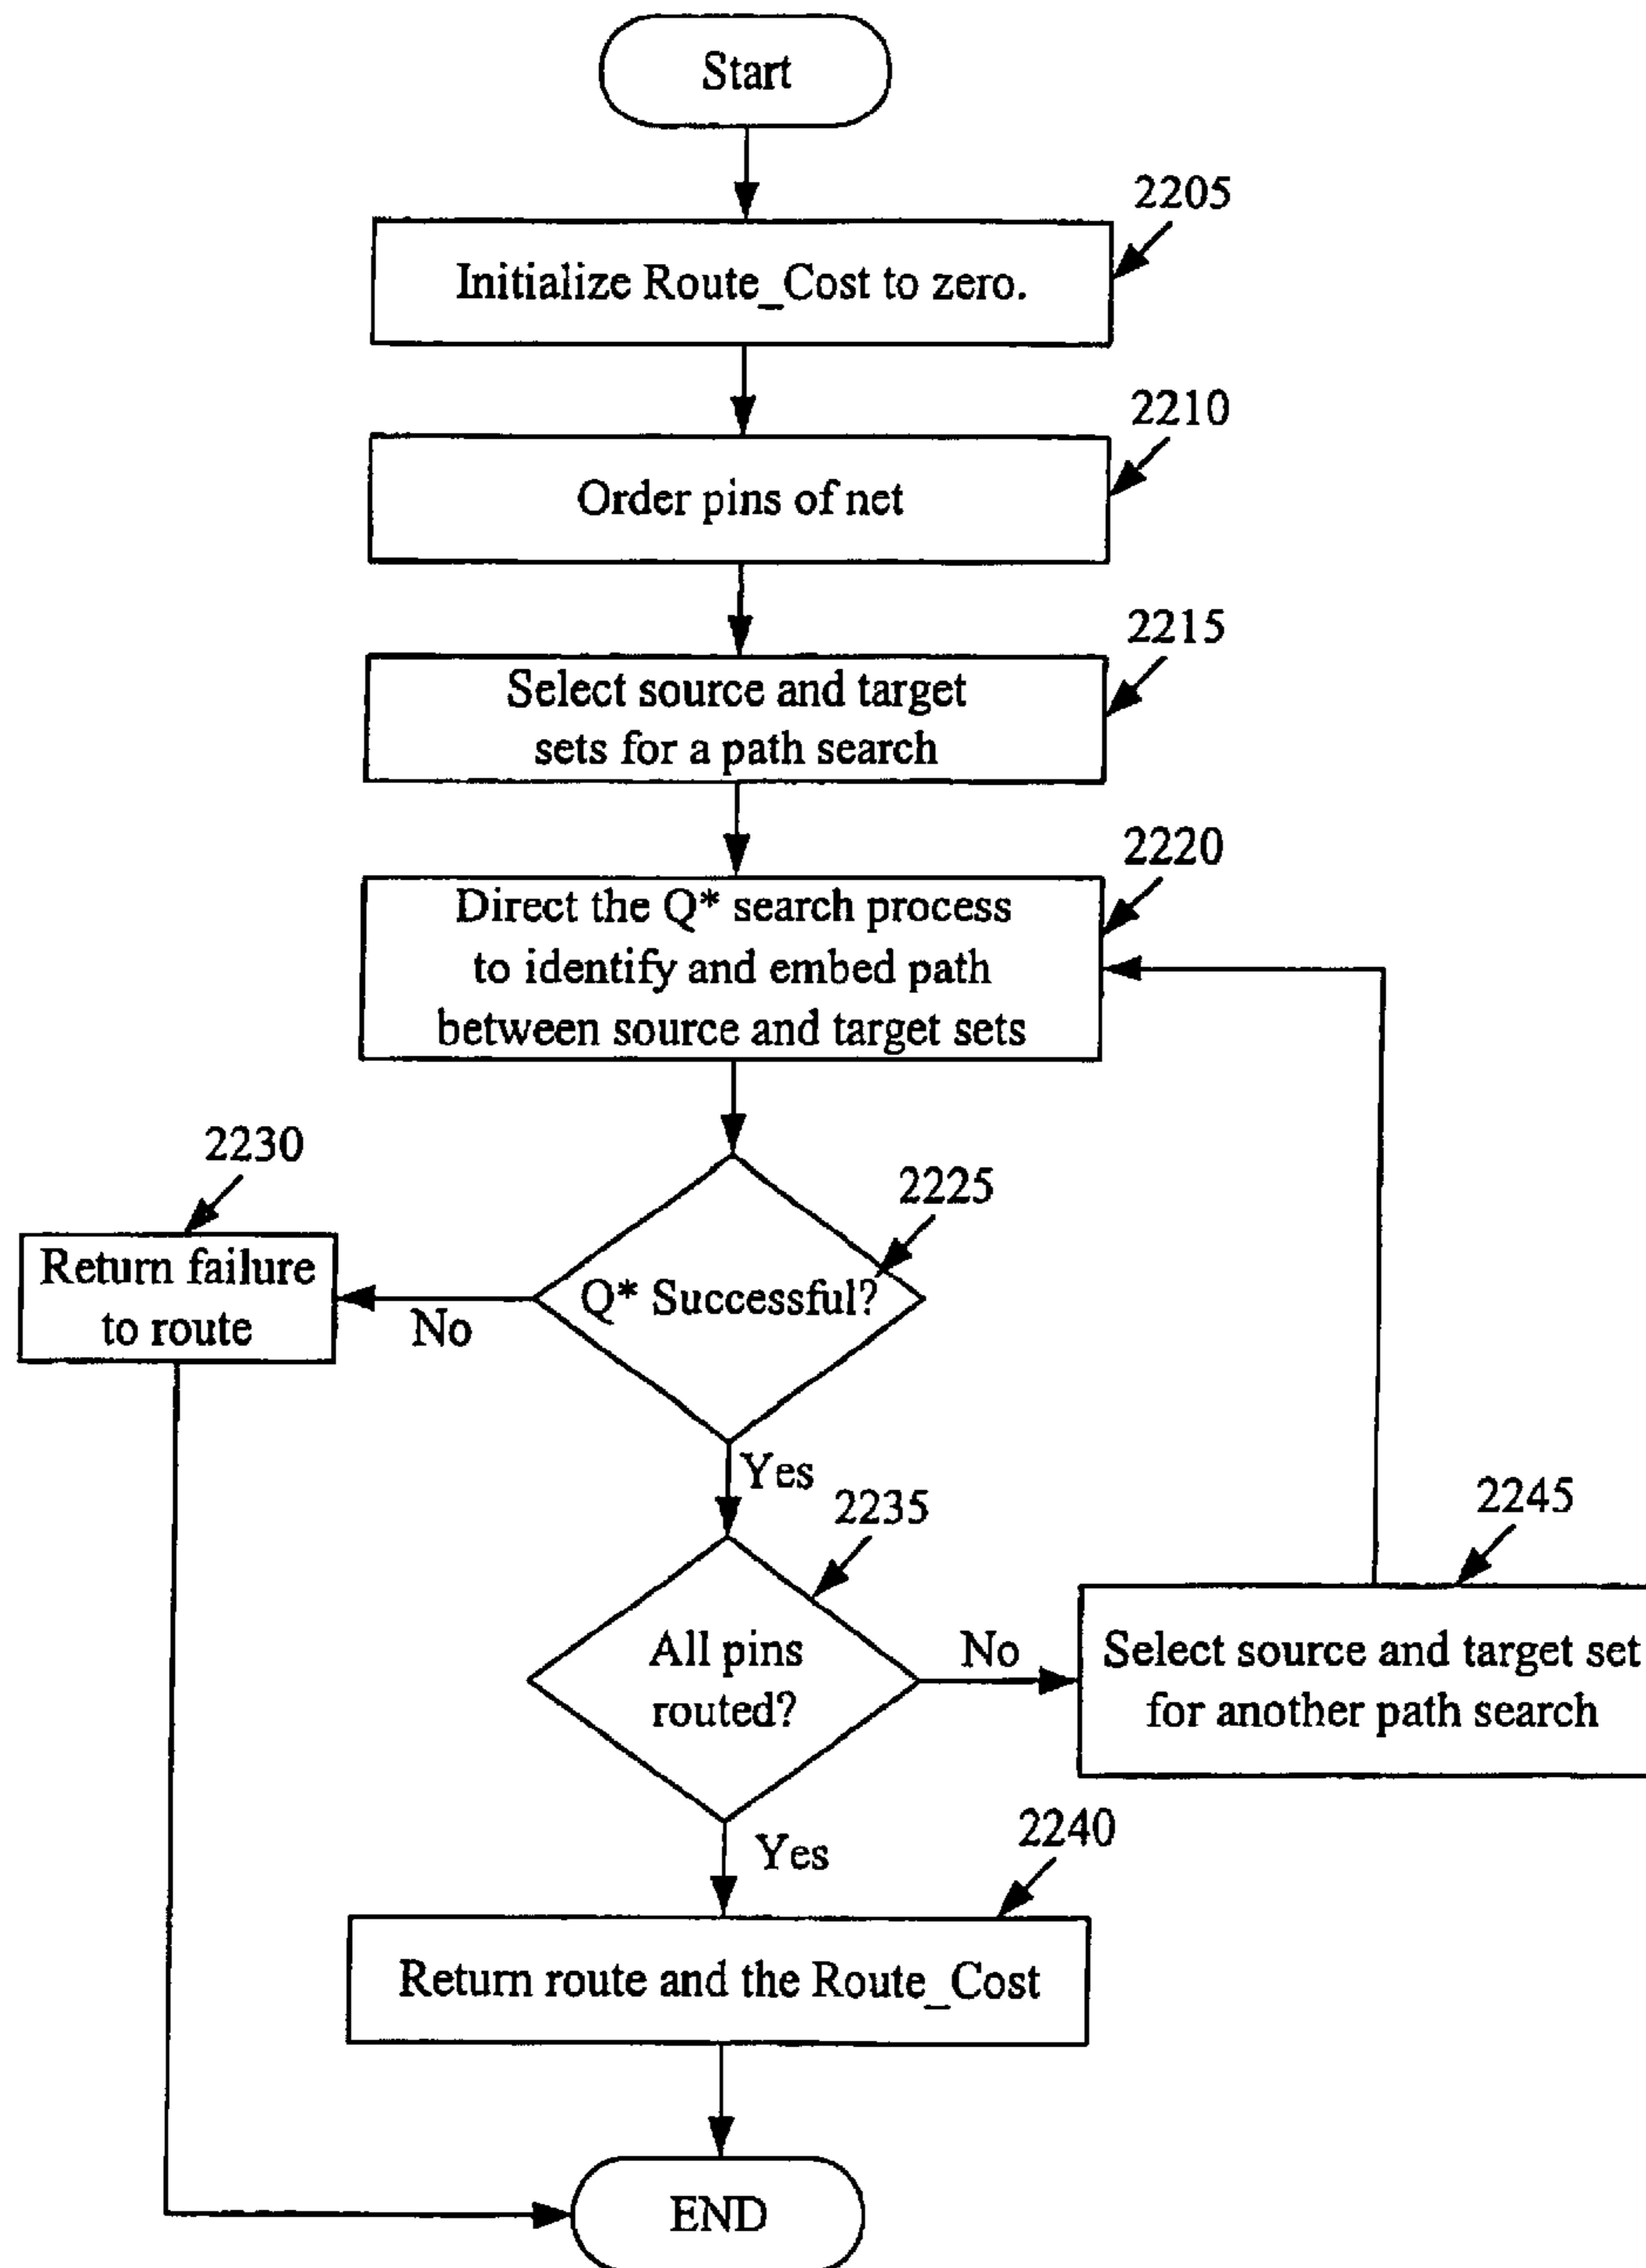 Start
2205
Initialize Route_Cost to zero.
2210
Order pins of net
2215
Select source and target
sets for a path search
2220
Direct the Q* search process
to identify and embed path
between source and target sets
2230
2225
Return failure
to route
No
Q* Successful?
Yes
2235
2245
All pins
routed?
No
Select source and target set
for another path search
2240
Yes
Return route and the Route_Cost
END